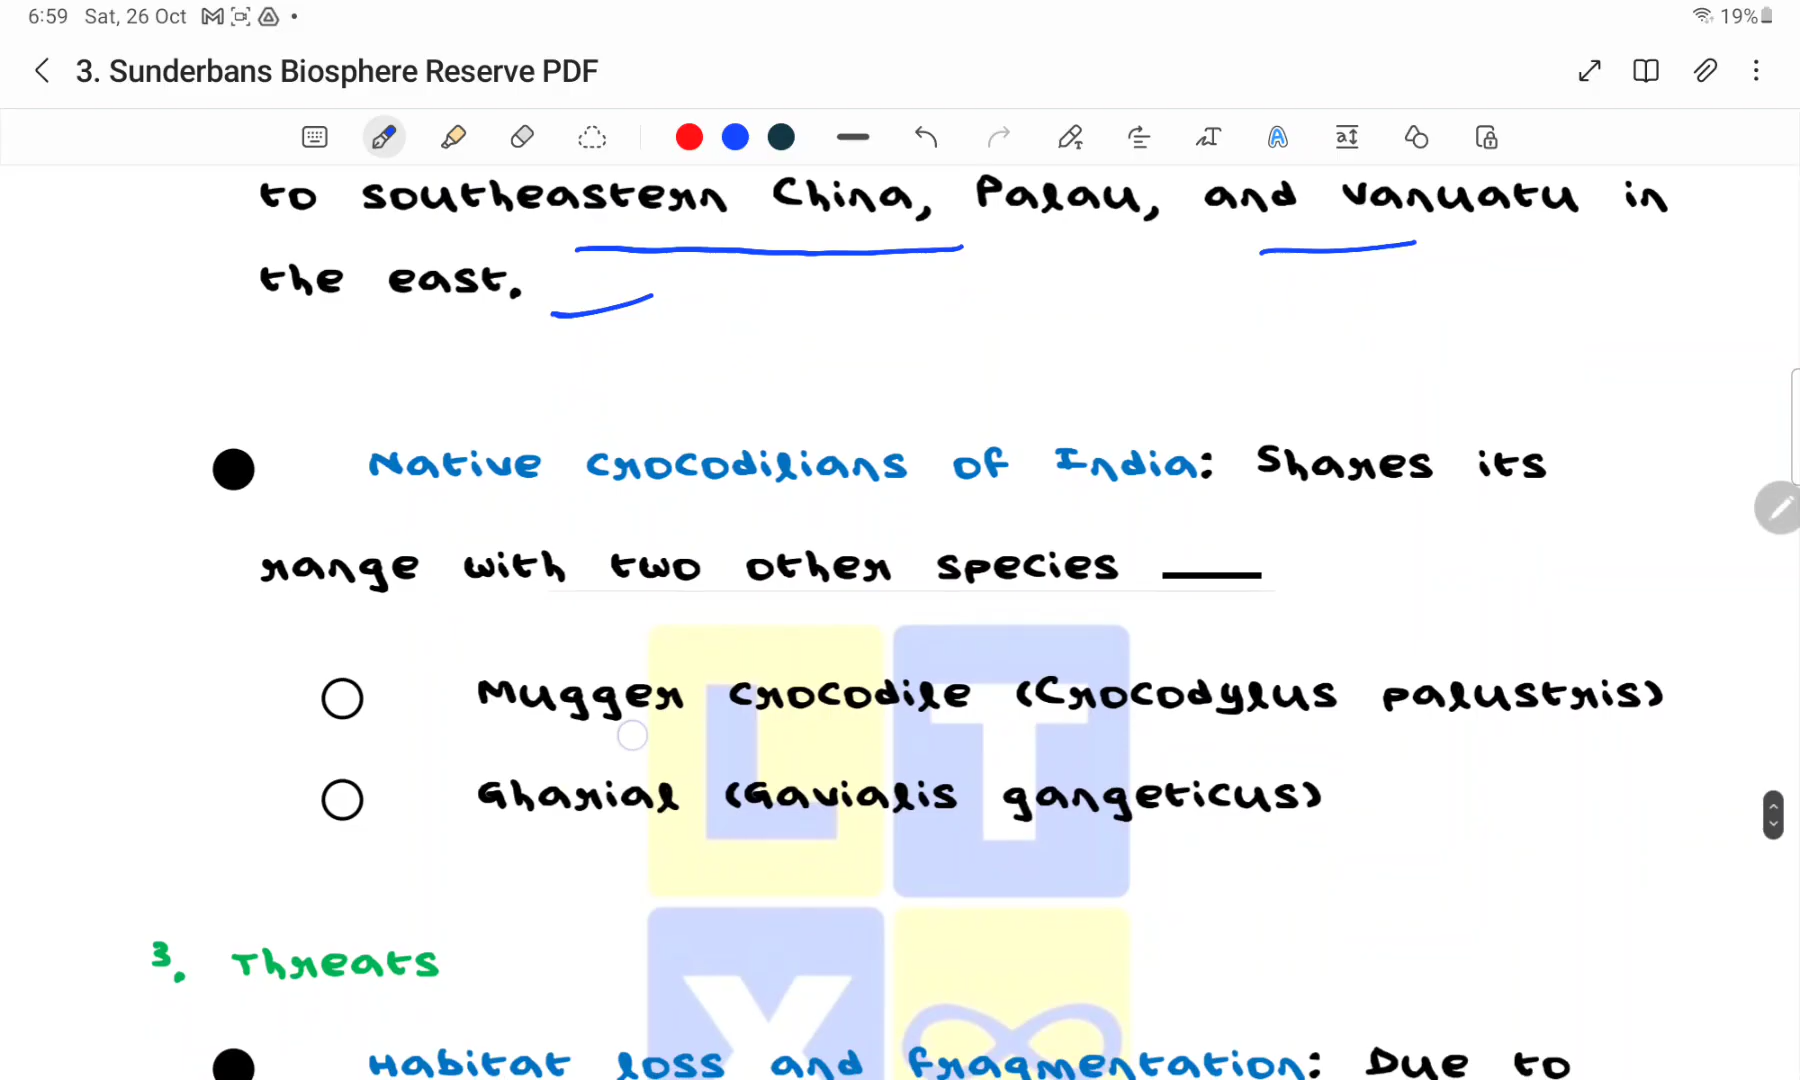 6:59 Sat, 26 Oct 19%
3. Sunderbans Biosphere Reserve PDF
to southeastern China, Palau, and Vanuatu in
the east.
Native Crocodilians of India: Shares its
range with two other species
Mugger Crocodile (Crocodylus palustris)
Gharial (Gavialis gangeticus)
3. Threats
Habitat loss and fragmentation: Due to
L T
X